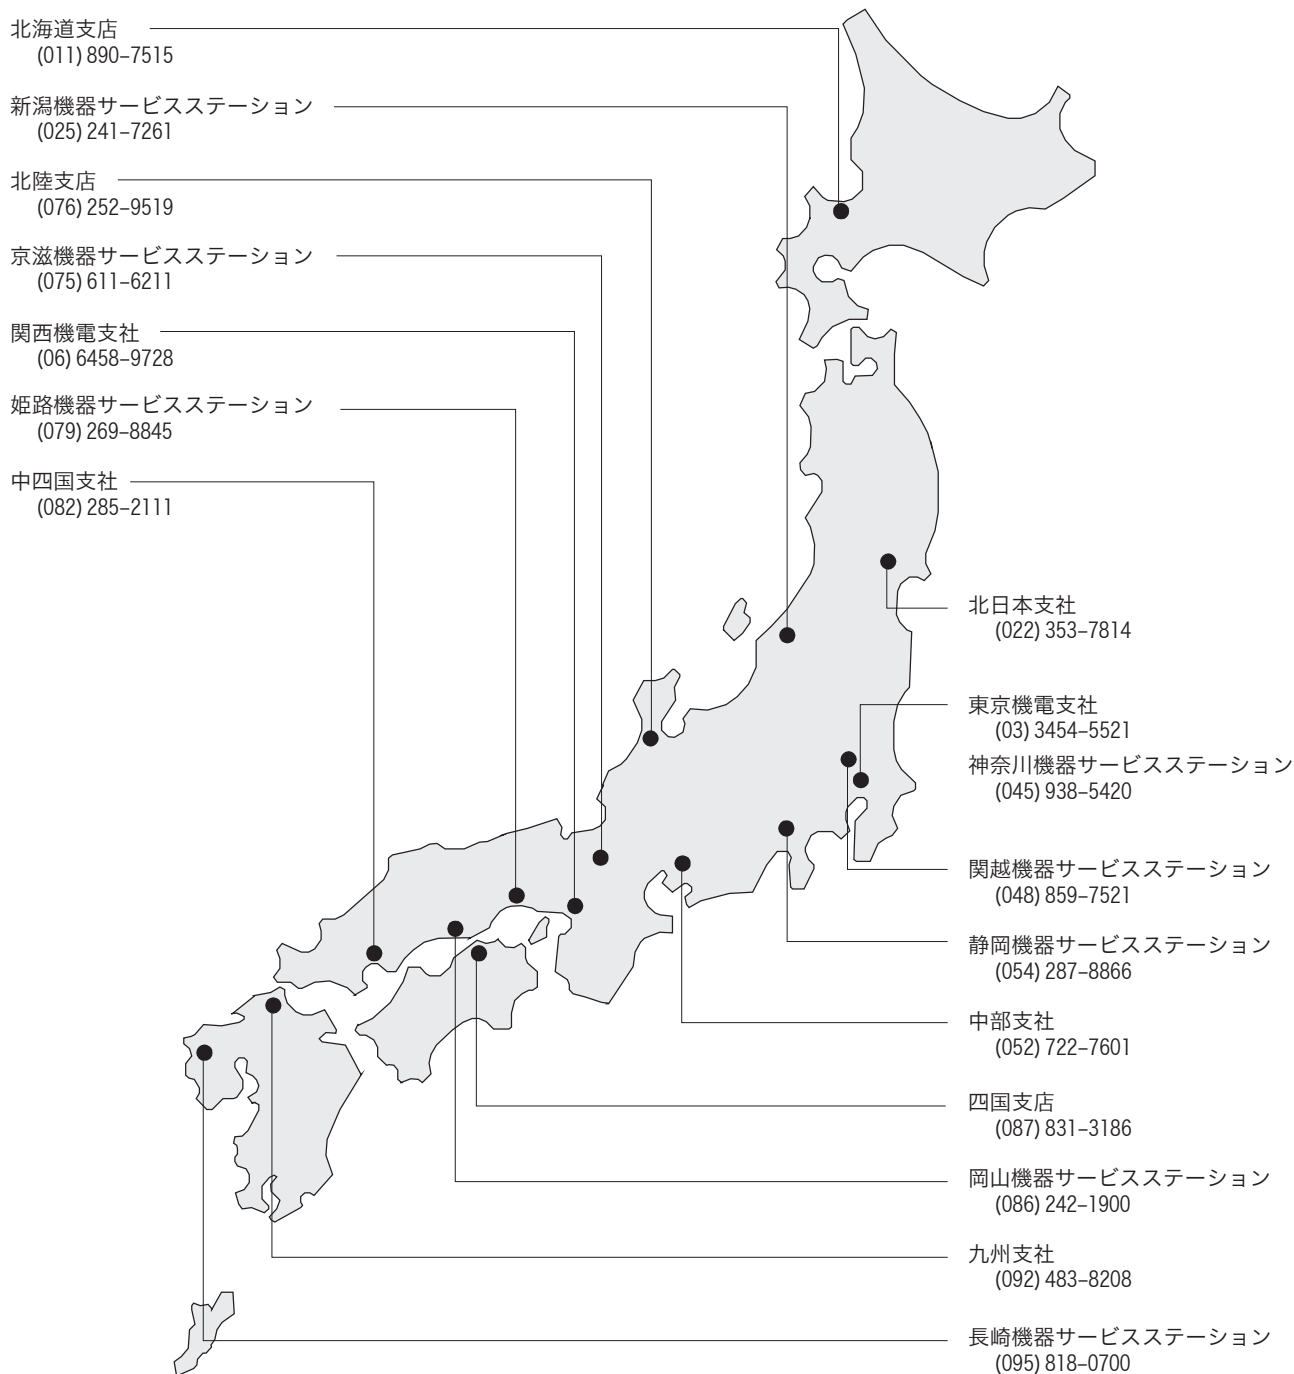 北海道支店
(011) 890–7515
新潟機器サービスステーション
(025) 241–7261
北陸支店
(076) 252–9519
京滋機器サービスステーション
(075) 611–6211
関西機電支社
(06) 6458–9728
姫路機器サービスステーション
(079) 269–8845
中四国支社
(082) 285–2111
北日本支社
(022) 353–7814
東京機電支社
(03) 3454–5521
神奈川機器サービスステーション
(045) 938–5420
関越機器サービスステーション
(048) 859–7521
静岡機器サービスステーション
(054) 287–8866
中部支社
(052) 722–7601
四国支店
(087) 831–3186
岡山機器サービスステーション
(086) 242–1900
九州支社
(092) 483–8208
長崎機器サービスステーション
(095) 818–0700